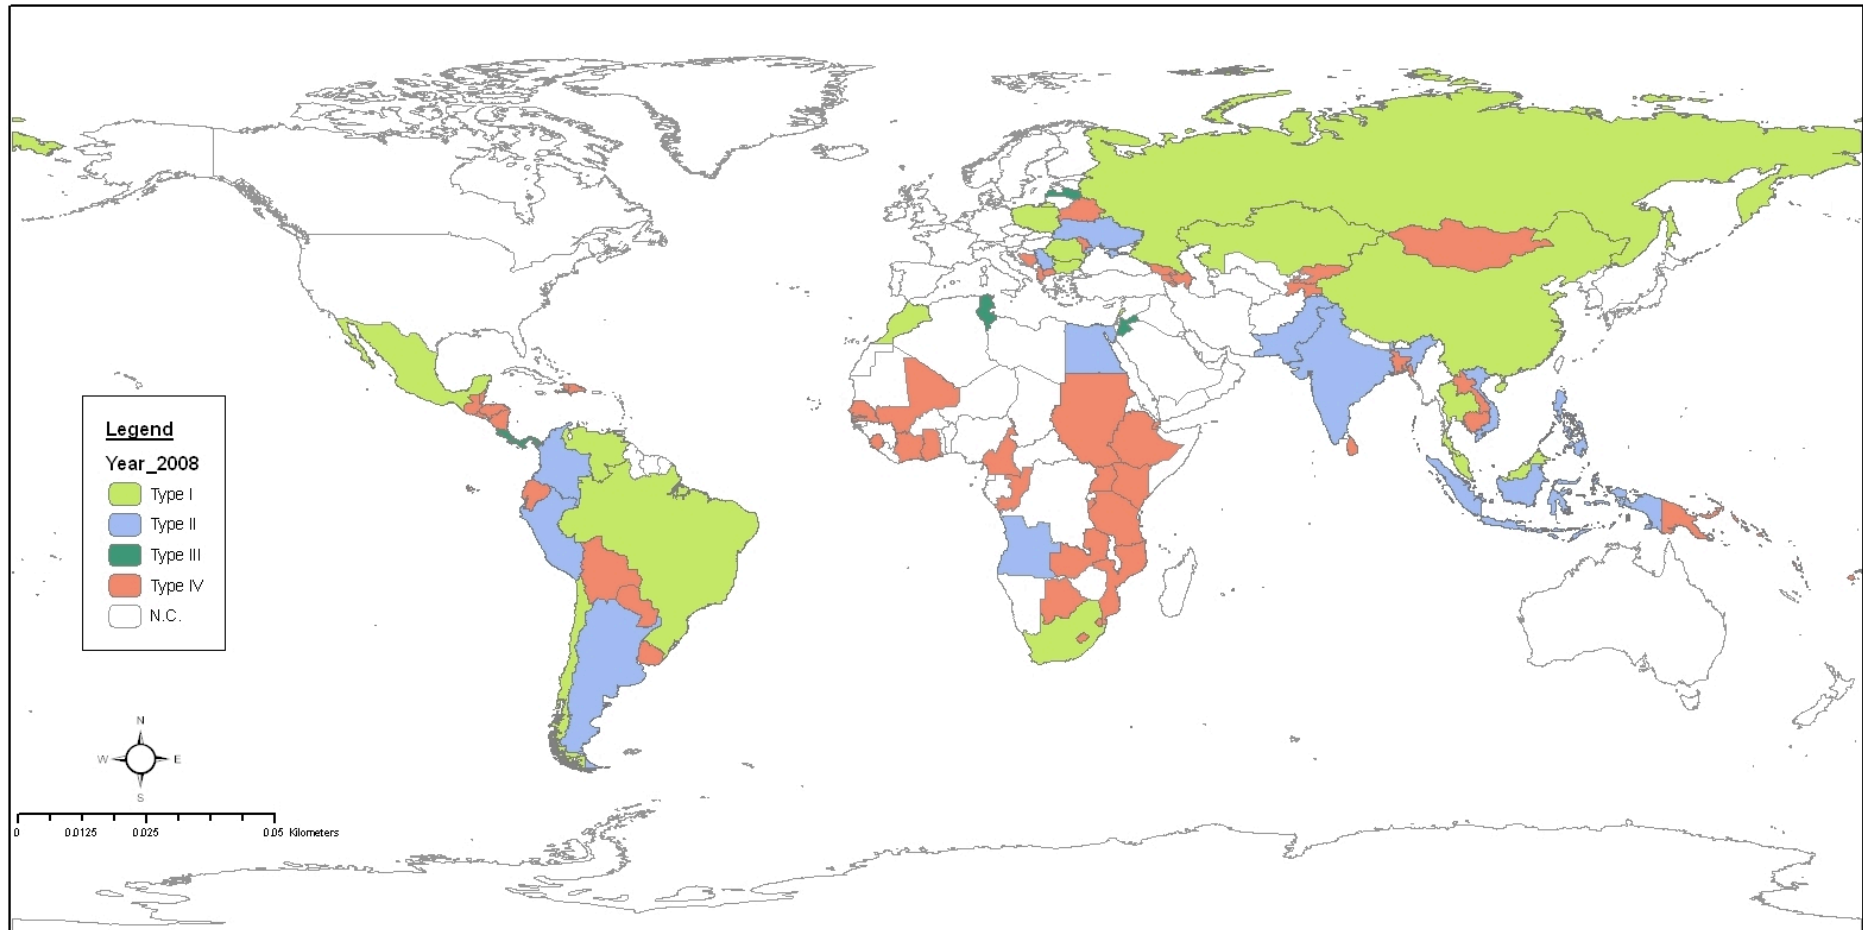 Legend
Year_2008
Type I
Type II
Type III
Type IV
N.C.
N
W E
S
0 0.0125 0.025 0.05 Kilometers